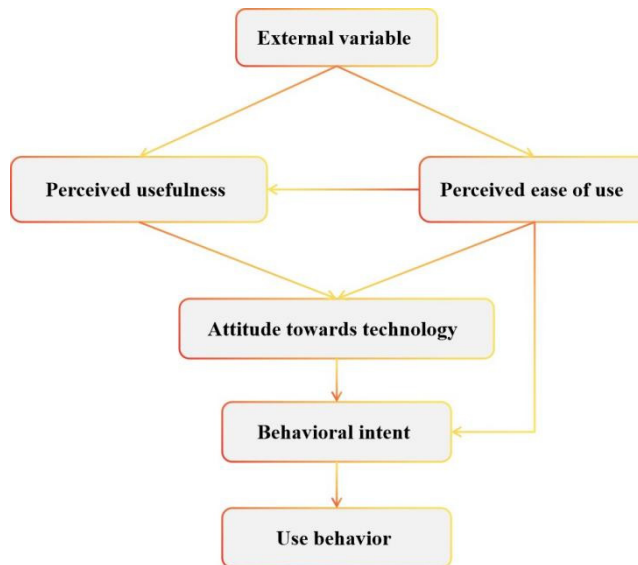 External variable
Perceived usefulness
Perceived ease of use
Attitude towards technology
Behavioral intent
Use behavior